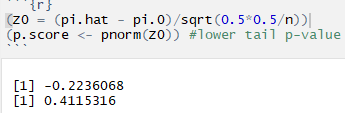 ```{r}
(z0 = (pi.hat - pi.0)/sqrt(0.5*0.5/n))
(p.score <- pnorm(z0)) #lower tail p-value
```
[1] -0.2236068
[1] 0.4115316